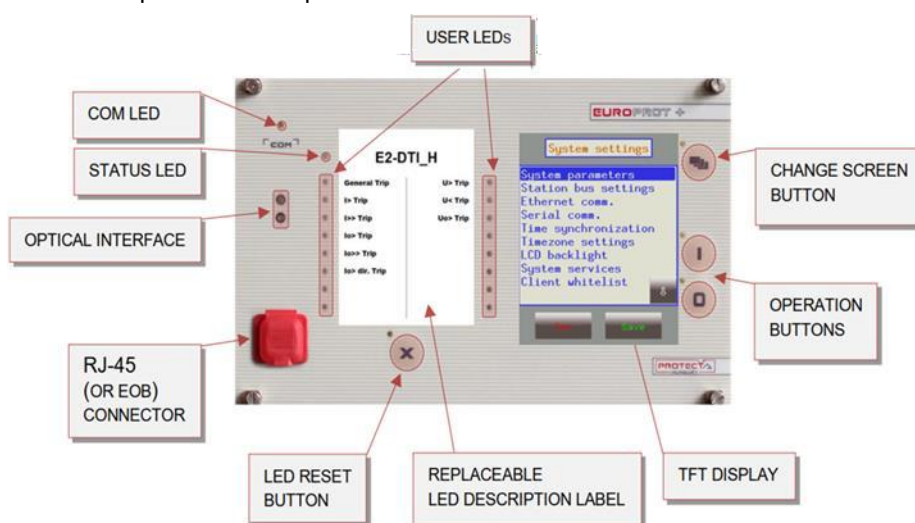 USER LEDs
COM LED
STATUS LED
OPTICAL INTERFACE
RJ-45
(OR EOB)
CONNECTOR
LED RESET
BUTTON
REPLACEABLE
LED DESCRIPTION LABEL
TFT DISPLAY
OPERATION
BUTTONS
CHANGE SCREEN
BUTTON
EUROPROT +
COM
E2-DTI_H
General Trip
I> Trip
I>> Trip
Io> Trip
Io>> Trip
Io> dir. Trip
U> Trip
U< Trip
Uo> Trip
System settings
System parameters
Station bus settings
Ethernet comm.
Serial comm.
Time synchronization
Timezone settings
LCD backlight
System services
Client whitelist
Save
I
O
X
PROTECTA